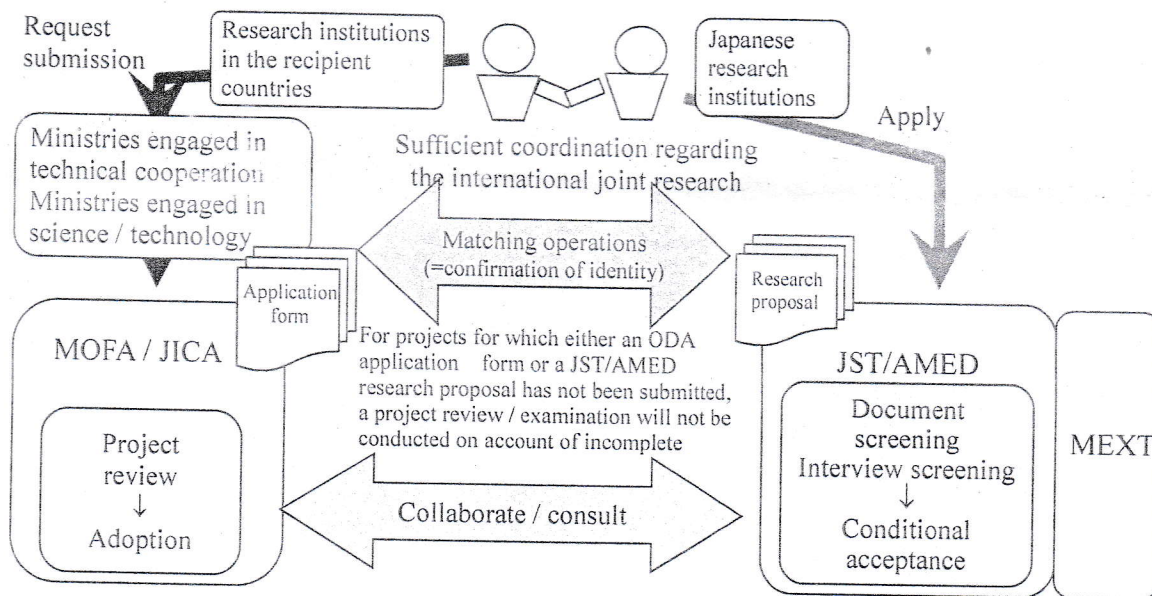 Request
submission
Research institutions
in the recipient
countries
Japanese
research
institutions
Apply
Ministries engaged in
technical cooperation
Ministries engaged in
science / technology
Sufficient coordination regarding
the international joint research
Matching operations
(=confirmation of identity)
Application
form
Research
proposal
MOFA / JICA
Project
review
↓
Adoption
For projects for which either an ODA
application form or a JST/AMED
research proposal has not been submitted,
a project review / examination will not be
conducted on account of incomplete
Collaborate / consult
JST/AMED
Document
screening
Interview screening
↓
Conditional
acceptance
MEXT